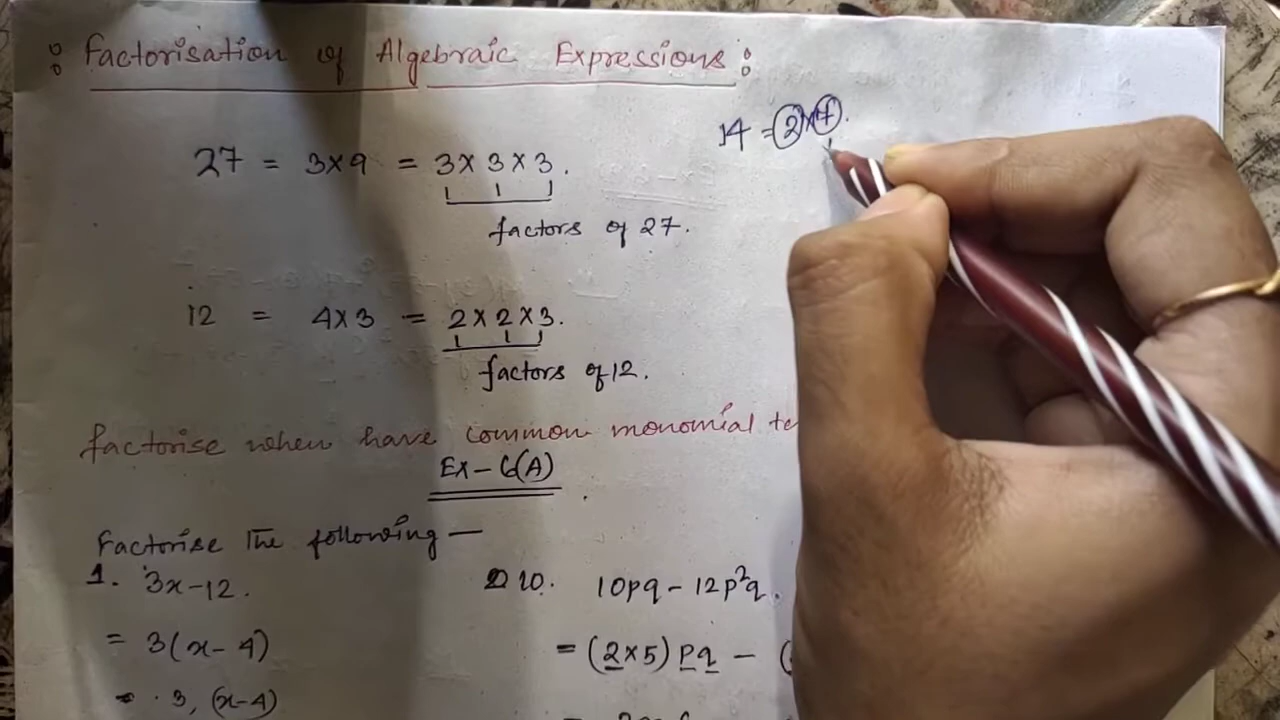 : Factorisation of Algebraic Expressions :
14 = 2×7.
27 = 3×9 = 3×3×3.
factors of 27.
12 = 4×3 = 2×2×3.
factors of 12.
factorise when have common monomial
Ex-6(A)
Factorise The following —
1. 3x-12.
= 3(x-4)
= 3, (x-4)
10. 10pq - 12p²q.
= (2×5) pq - (